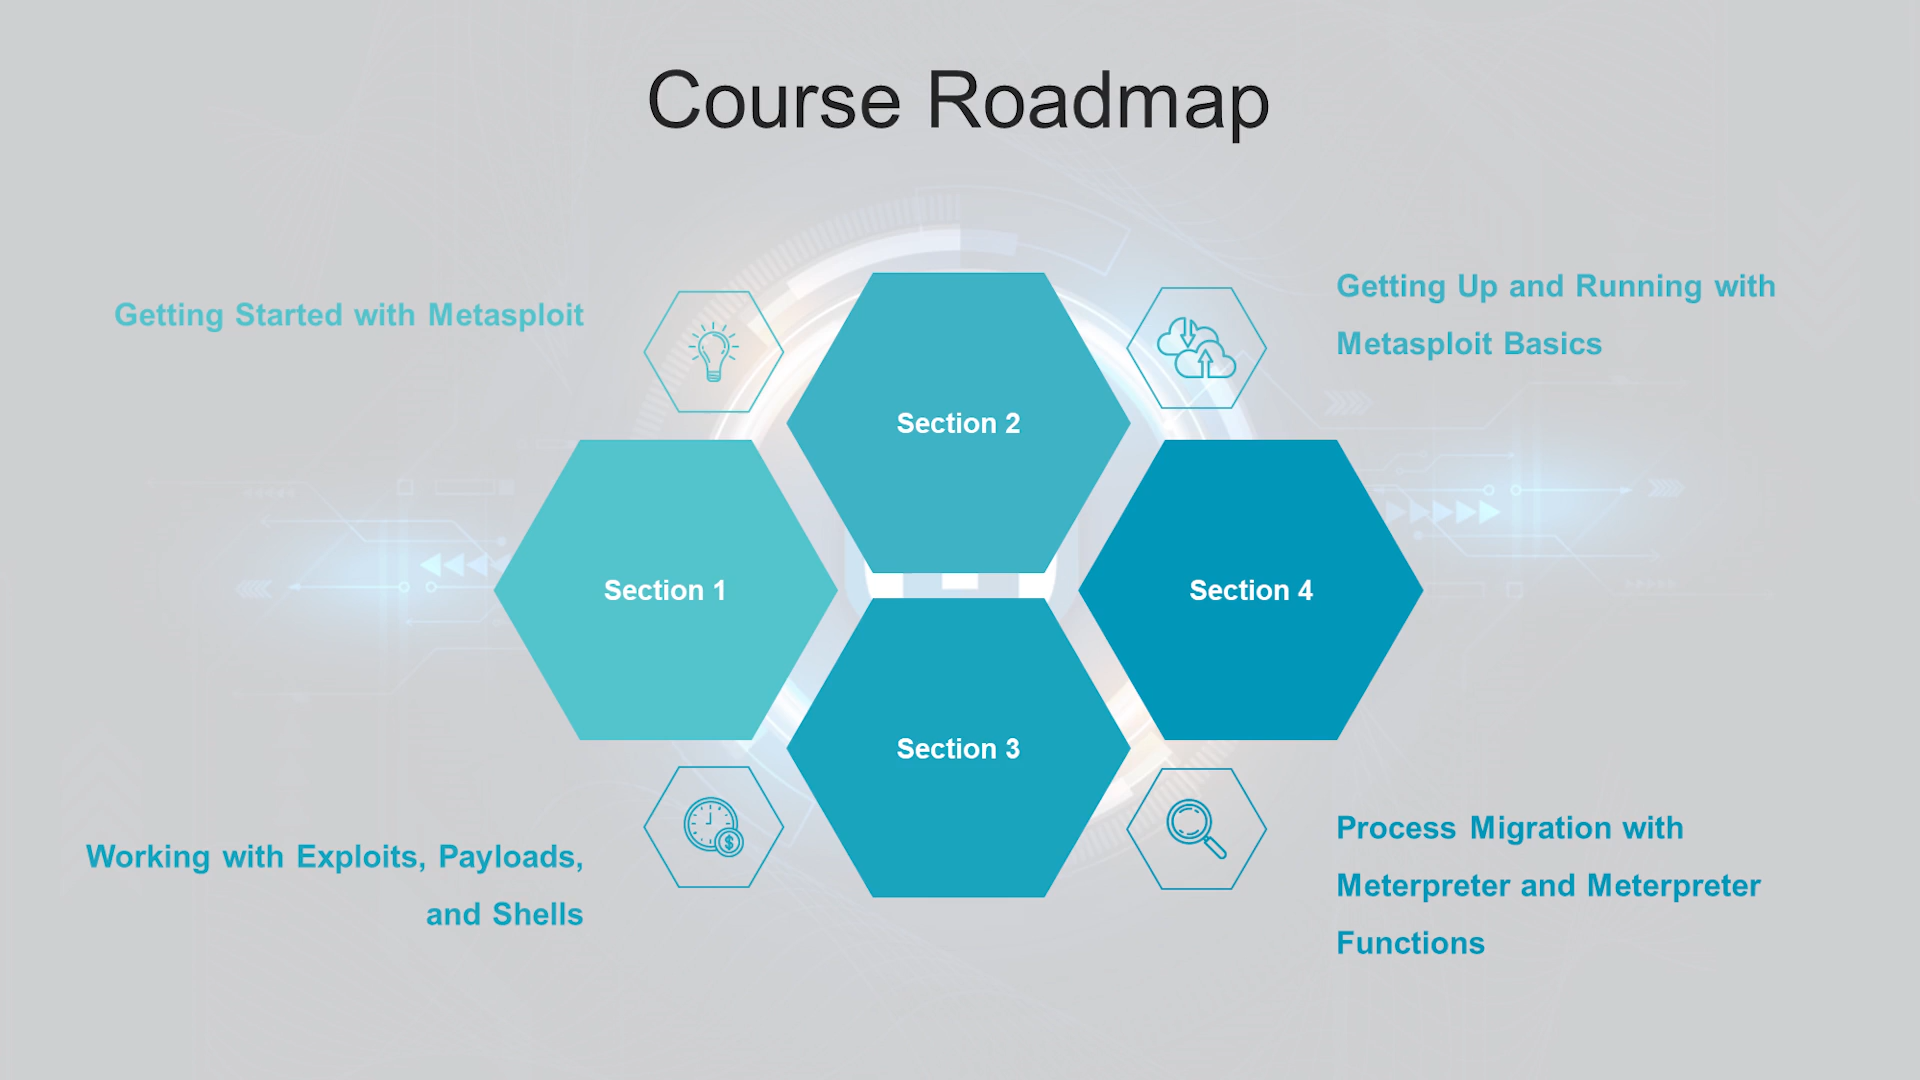 Course Roadmap
Getting Started with Metasploit
Getting Up and Running with
Metasploit Basics
Section 2
Section 1
Section 4
Section 3
Working with Exploits, Payloads,
and Shells
Process Migration with
Meterpreter and Meterpreter
Functions
$